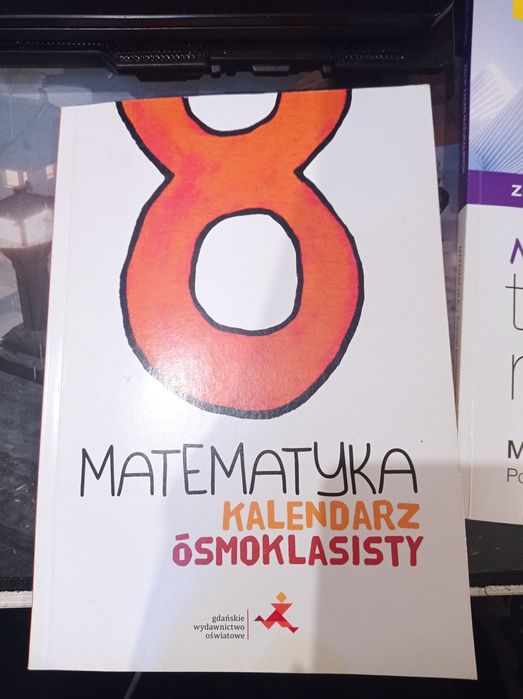 8
MATEMATYKA
KALENDARZ
ÓSMOKLASISTY
gdańskie
wydawnictwo
oświatowe